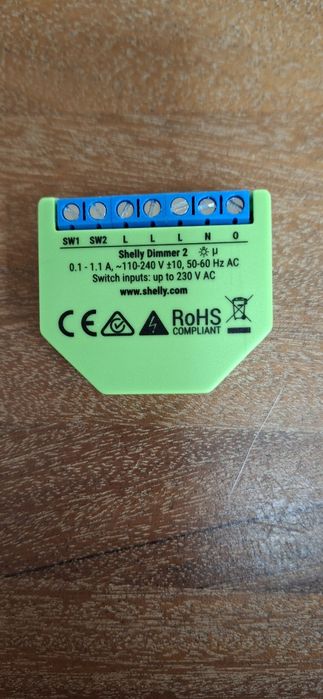 SW1 SW2 L L L N O
Shelly Dimmer 2 µ
0.1 - 1.1 A, ~110-240 V ±10, 50-60 Hz AC
Switch inputs: up to 230 V AC
www.shelly.com
CE RoHS
COMPLIANT